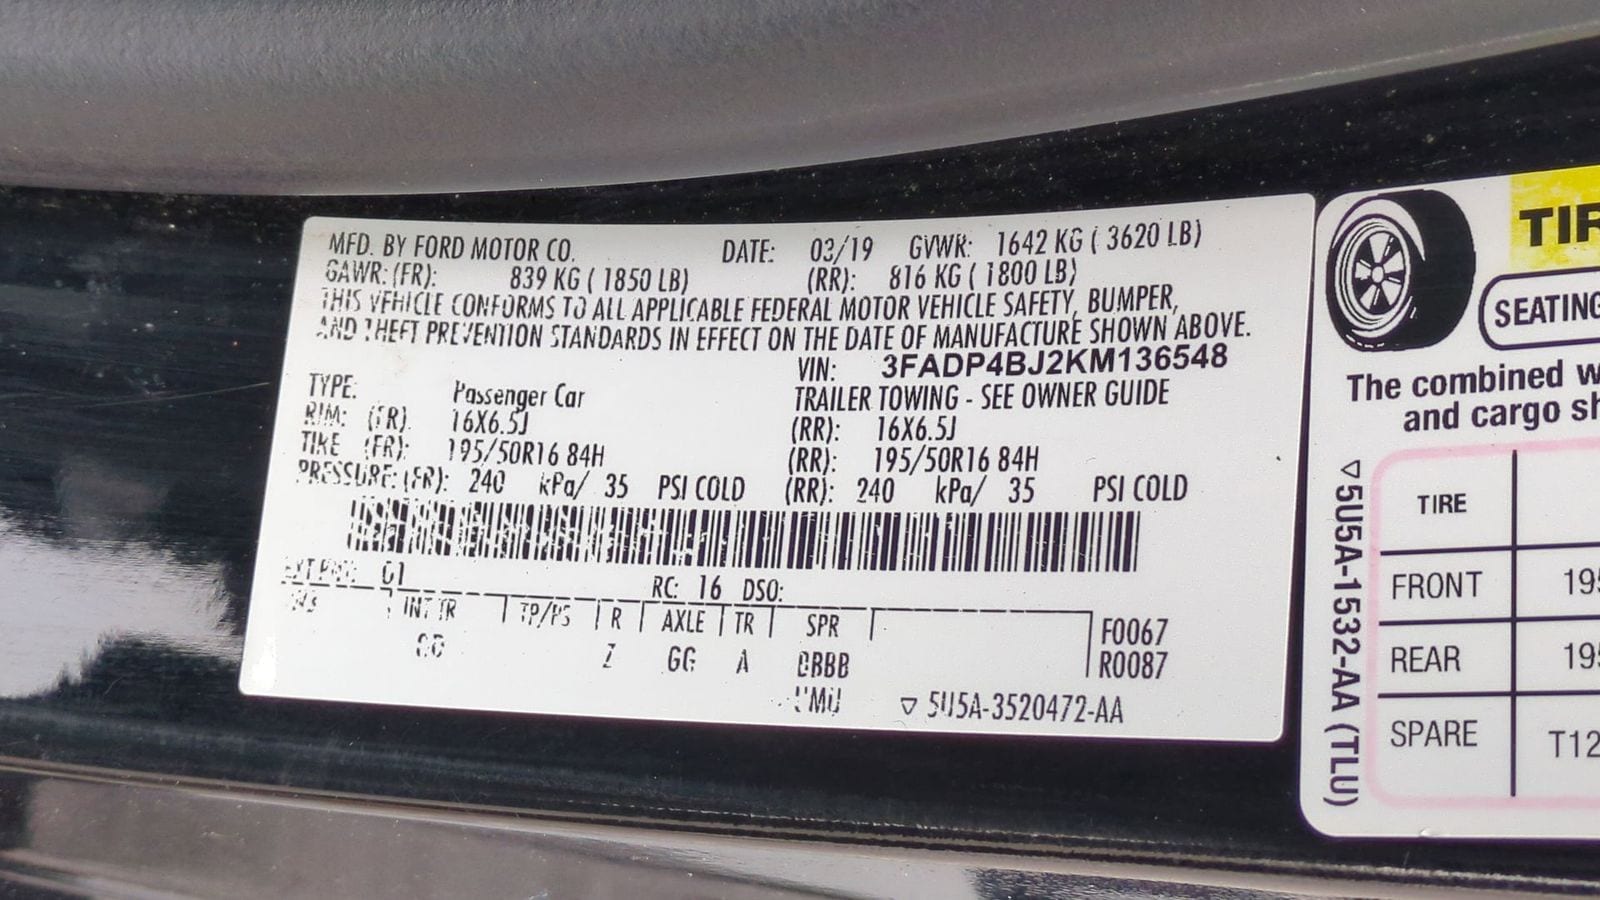 MFD. BY FORD MOTOR CO. DATE: 03/19 GVWR: 1642 KG ( 3620 LB)
GAWR: (FR): 839 KG ( 1850 LB) (RR): 816 KG ( 1800 LB)
THIS VEHICLE CONFORMS TO ALL APPLICABLE FEDERAL MOTOR VEHICLE SAFETY, BUMPER,
AND THEFT PREVENTION STANDARDS IN EFFECT ON THE DATE OF MANUFACTURE SHOWN ABOVE.
VIN: 3FADP4BJ2KM136548
TYPE: Passenger Car TRAILER TOWING - SEE OWNER GUIDE
RIM: (FR). 16X6.5J (RR): 16X6.5J
TIRE (FR): 195/50R16 84H (RR): 195/50R16 84H
PRESSURE: (FR): 240 kPa/ 35 PSI COLD (RR): 240 kPa/ 35 PSI COLD
EXT PNT: RC: 16 DSO:
INT TR TP/PS R AXLE TR SPR F0067
Z GG A BBBB R0087
▽ 5U5A-3520472-AA
TIR
SEATING
The combined w
and cargo sh
TIRE
FRONT 195
REAR 195
SPARE T12
▽5U5A-1532-AA (TLU)